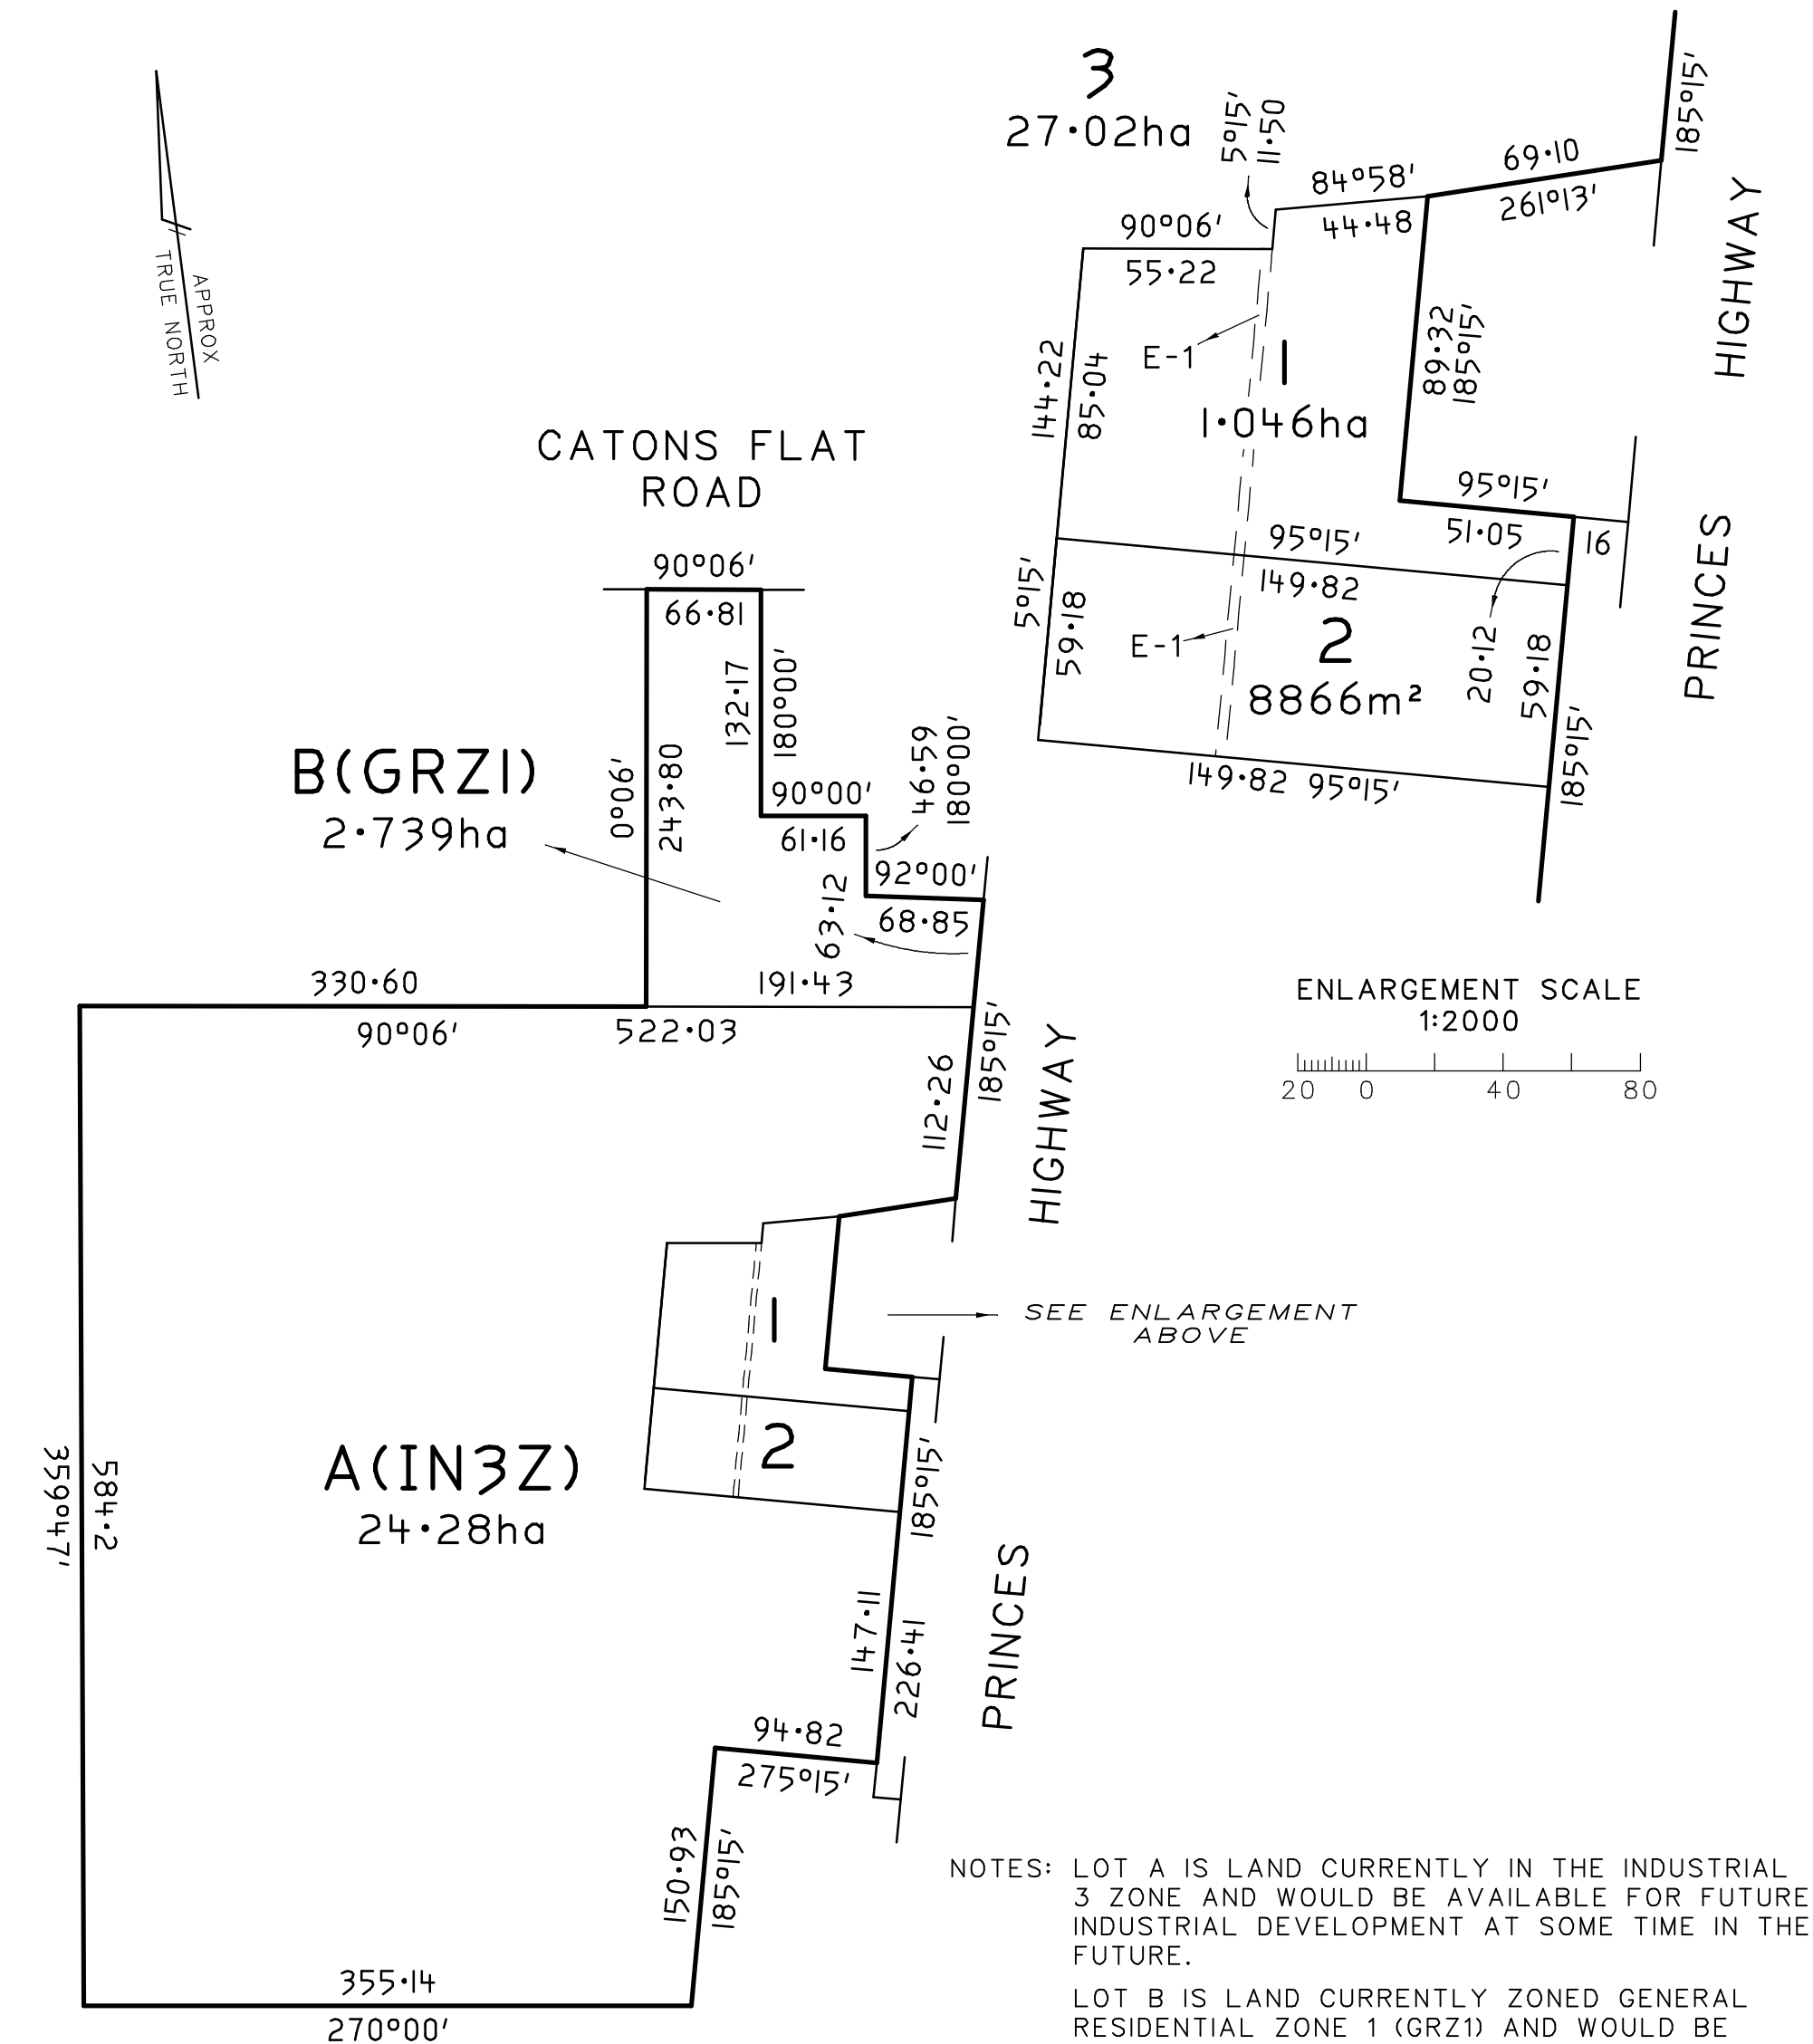 3
27·02ha
5°15'
11·50
84°58'
44·48
69·10
261°13'
185°15'
HIGHWAY
PRINCES
90°06'
55·22
E-1
1
1·046ha
144·22
85·04
89·32
185°15'
95°15'
51·05
16
95°15'
149·82
5°15'
59·18
E-1
2
8866m²
20·12
59·18
185°15'
149·82 95°15'
APPROX
TRUE NORTH
CATONS FLAT
ROAD
90°06'
66·81
132·17
180°00'
B(GRZ1)
2·739ha
0°06'
243·80
90°00'
61·16
46·59
180°00'
92°00'
68·85
63·12
330·60
191·43
90°06'
522·03
ENLARGEMENT SCALE
1:2000
20 0 40 80
112·26
185°15'
HIGHWAY
1
SEE ENLARGEMENT
ABOVE
2
A(IN3Z)
24·28ha
185°15'
584·2
359°47'
147·11
226·41
PRINCES
94·82
275°15'
150·93
185°15'
355·14
270°00'
NOTES: LOT A IS LAND CURRENTLY IN THE INDUSTRIAL
3 ZONE AND WOULD BE AVAILABLE FOR FUTURE
INDUSTRIAL DEVELOPMENT AT SOME TIME IN THE
FUTURE.
LOT B IS LAND CURRENTLY ZONED GENERAL
RESIDENTIAL ZONE 1 (GRZ1) AND WOULD BE